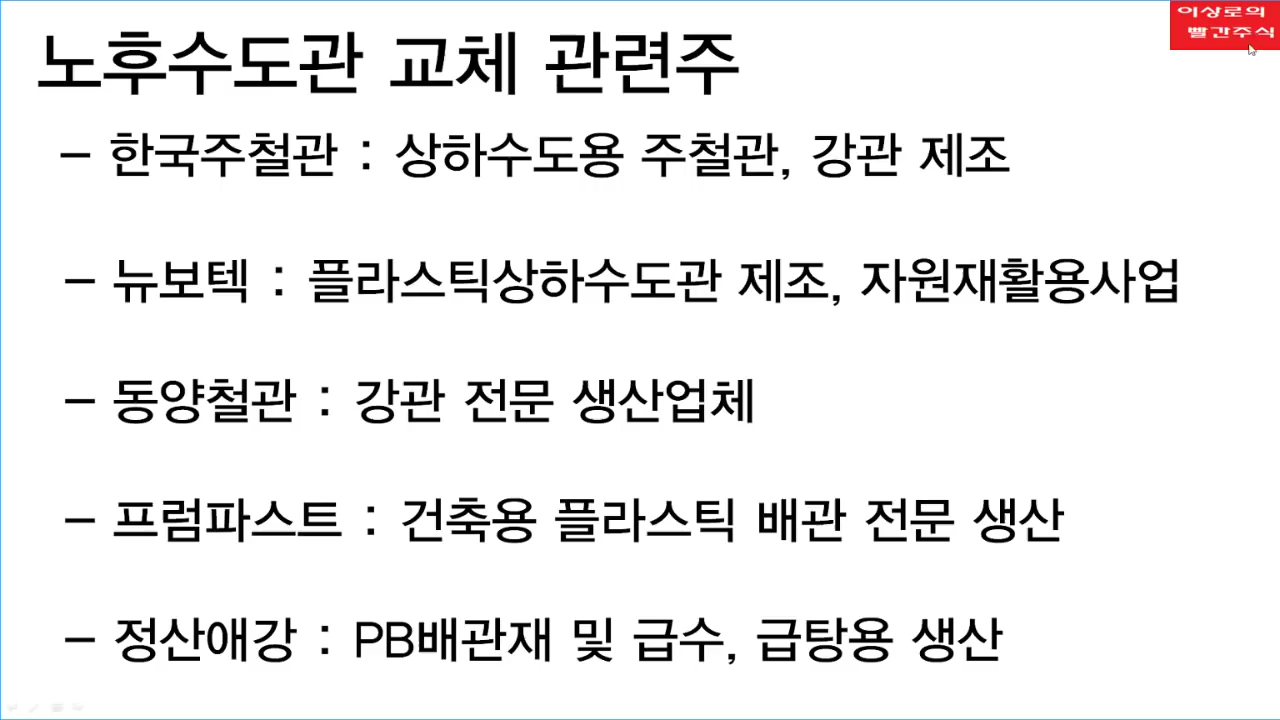 이상로의
빨간주식
노후수도관 교체 관련주
– 한국주철관 : 상하수도용 주철관, 강관 제조
– 뉴보텍 : 플라스틱상하수도관 제조, 자원재활용사업
– 동양철관 : 강관 전문 생산업체
– 프럼파스트 : 건축용 플라스틱 배관 전문 생산
– 정산애강 : PB배관재 및 급수, 급탕용 생산